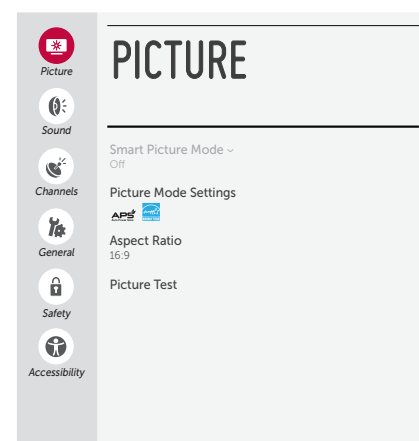 Picture
Sound
Channels
General
Safety
Accessibility
PICTURE
Smart Picture Mode
Off
Picture Mode Settings
APS
Aspect Ratio
16:9
Picture Test